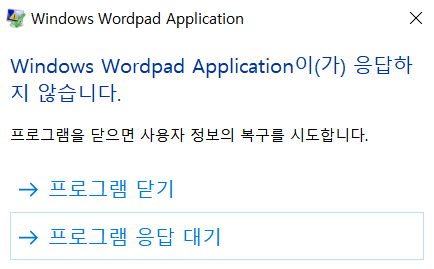 Windows Wordpad Application
Windows Wordpad Application이(가) 응답하
지 않습니다.
프로그램을 닫으면 사용자 정보의 복구를 시도합니다.
→ 프로그램 닫기
→ 프로그램 응답 대기